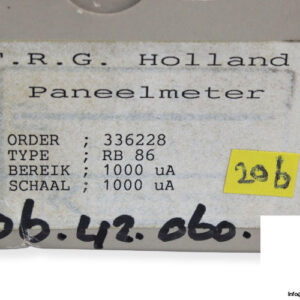 T.R.G. Holland
Paneelmeter
ORDER ; 336228
TYPE ; RB 86
BEREIK ; 1000 uA
SCHAAL ; 1000 uA
20b
06.42.060.